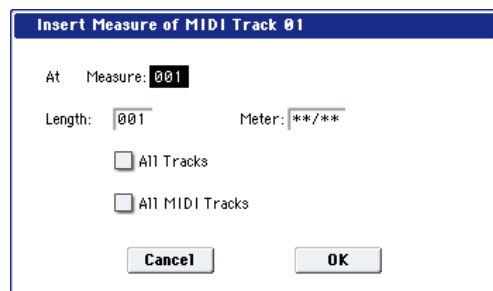 Insert Measure of MIDI Track 01
At Measure: 001
Length: 001 Meter: **/**
All Tracks
All MIDI Tracks
Cancel OK